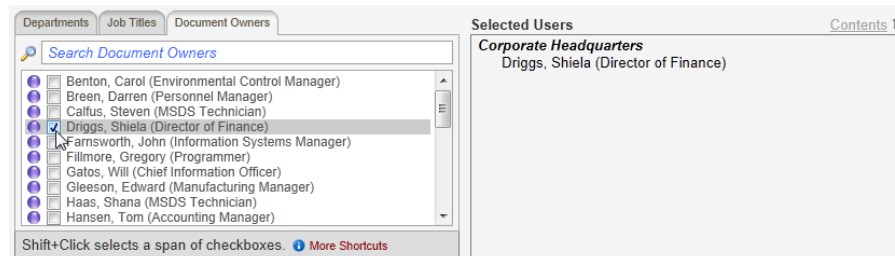 Departments Job Titles Document Owners
Search Document Owners
Benton, Carol (Environmental Control Manager)
Breen, Darren (Personnel Manager)
Calfus, Steven (MSDS Technician)
Driggs, Shiela (Director of Finance)
Farnsworth, John (Information Systems Manager)
Fillmore, Gregory (Programmer)
Gatos, Will (Chief Information Officer)
Gleeson, Edward (Manufacturing Manager)
Haas, Shana (MSDS Technician)
Hansen, Tom (Accounting Manager)
Shift+Click selects a span of checkboxes. More Shortcuts
Selected Users Contents
Corporate Headquarters
Driggs, Shiela (Director of Finance)